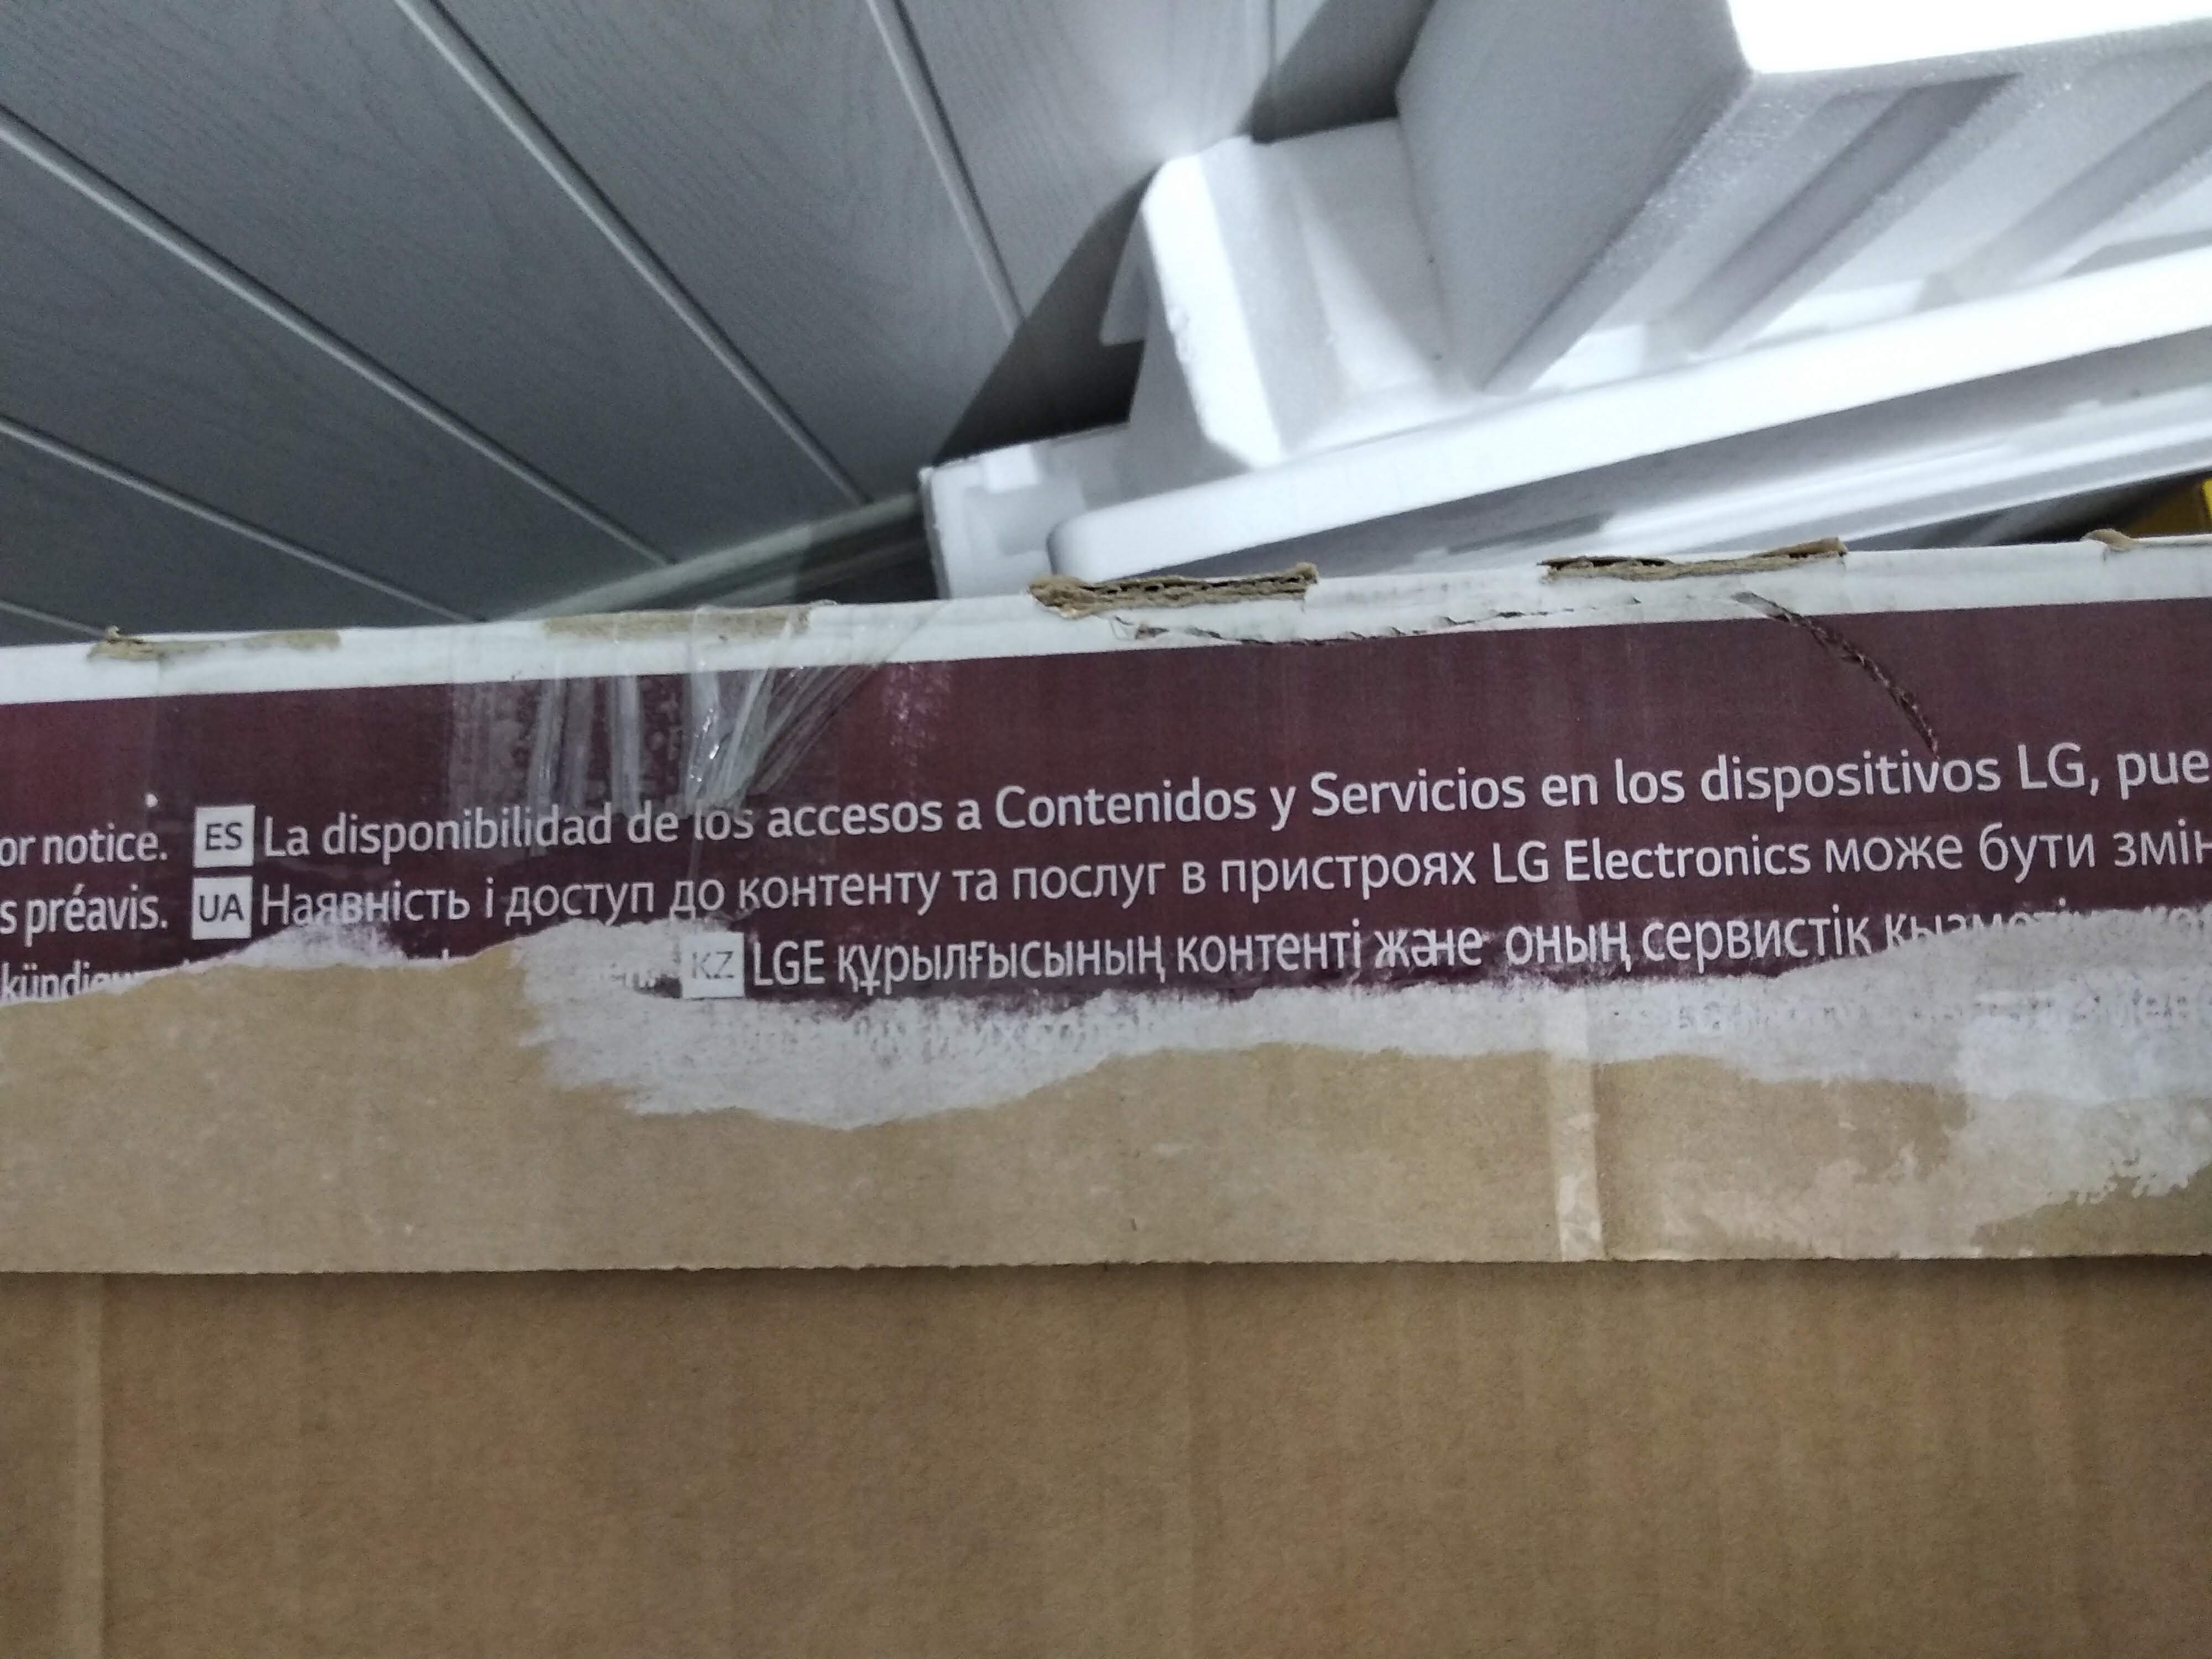 or notice. ES La disponibilidad de los accesos a Contenidos y Servicios en los dispositivos LG, pue
s préavis. UA Наявність і доступ до контенту та послуг в пристроях LG Electronics може бути змін
KZ LGE құрылғысының контенті және оның сервистік